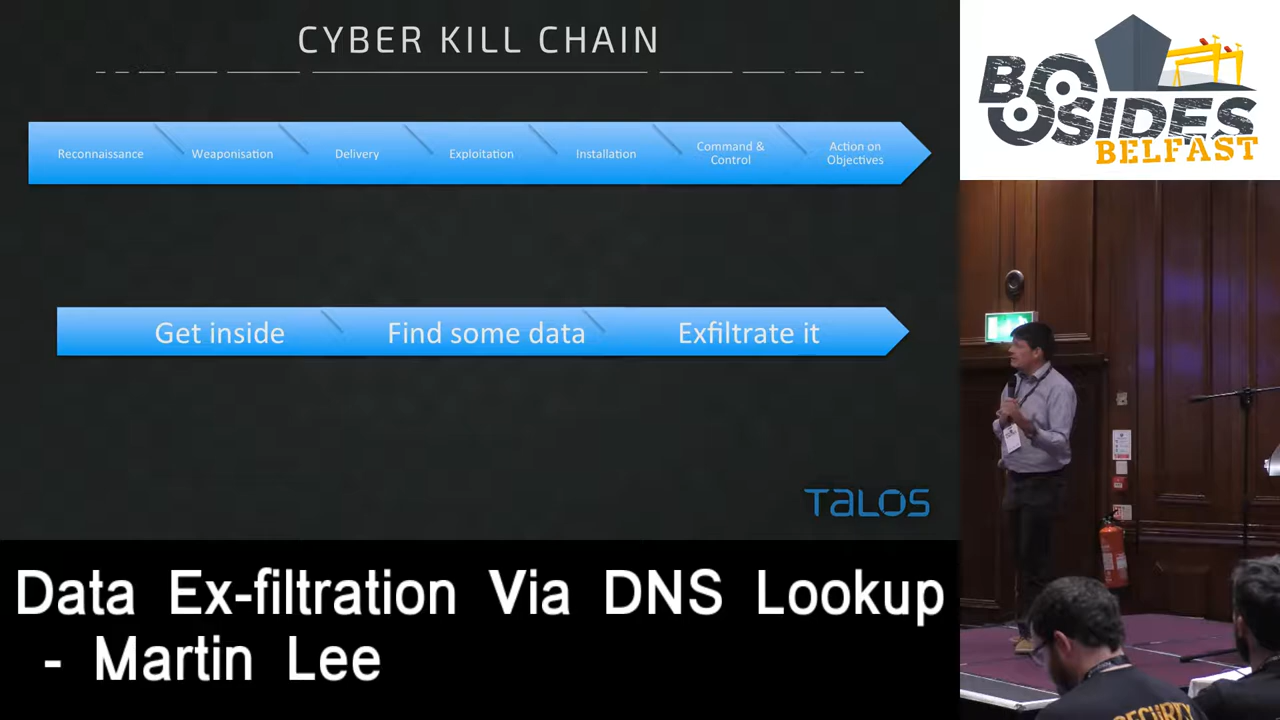 CYBER KILL CHAIN
Reconnaissance
Weaponisation
Delivery
Exploitation
Installation
Command &
Control
Action on
Objectives
Get inside
Find some data
Exfiltrate it
TALOS
BSIDES
BELFAST
Data Ex-filtration Via DNS Lookup
- Martin Lee
SECURITY